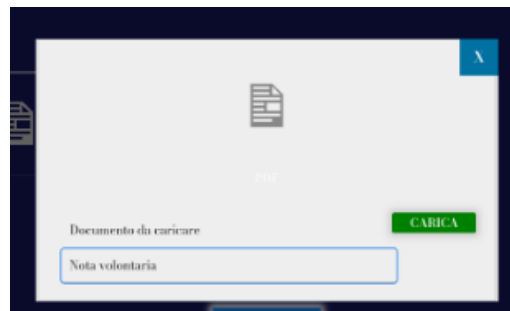 X
PDF
Documento da caricare
CARICA
Nota volontaria